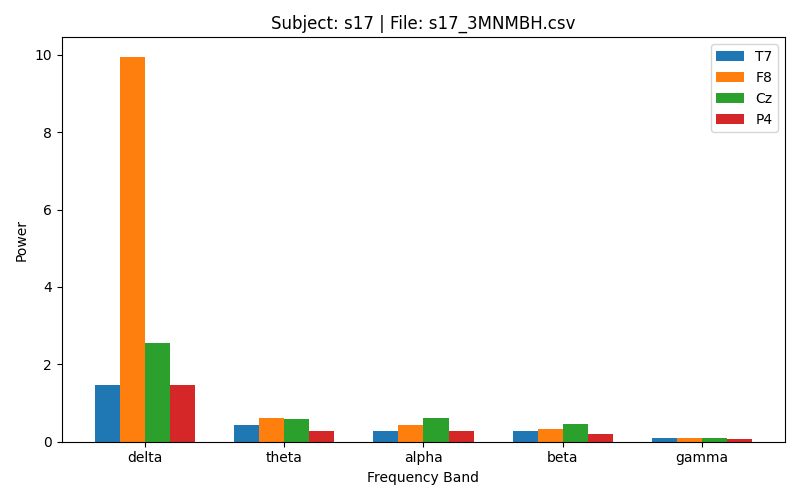 Subject: s17 | File: s17_3MNMBH.csv
T7
F8
Cz
P4
Power
10
8
6
4
2
0
delta theta alpha beta gamma
Frequency Band